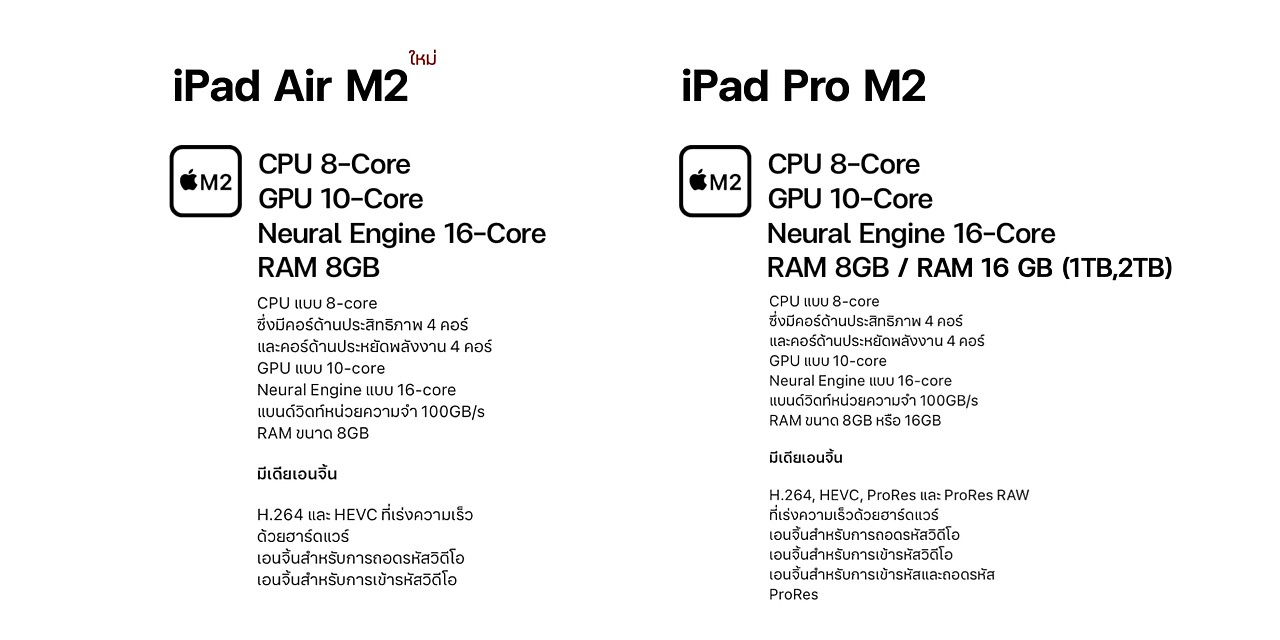 ใหม่
iPad Air M2
M2
CPU 8-Core
GPU 10-Core
Neural Engine 16-Core
RAM 8GB
CPU แบบ 8-core
ซึ่งมีคอร์ด้านประสิทธิภาพ 4 คอร์
และคอร์ด้านประหยัดพลังงาน 4 คอร์
GPU แบบ 10-core
Neural Engine แบบ 16-core
แบนด์วิดท์หน่วยความจำ 100GB/s
RAM ขนาด 8GB
มีเดียเอนจิ้น
H.264 และ HEVC ที่เร่งความเร็ว
ด้วยฮาร์ดแวร์
เอนจิ้นสำหรับการถอดรหัสวิดีโอ
เอนจิ้นสำหรับการเข้ารหัสวิดีโอ
iPad Pro M2
M2
CPU 8-Core
GPU 10-Core
Neural Engine 16-Core
RAM 8GB / RAM 16 GB (1TB,2TB)
CPU แบบ 8-core
ซึ่งมีคอร์ด้านประสิทธิภาพ 4 คอร์
และคอร์ด้านประหยัดพลังงาน 4 คอร์
GPU แบบ 10-core
Neural Engine แบบ 16-core
แบนด์วิดท์หน่วยความจำ 100GB/s
RAM ขนาด 8GB หรือ 16GB
มีเดียเอนจิ้น
H.264, HEVC, ProRes และ ProRes RAW
ที่เร่งความเร็วด้วยฮาร์ดแวร์
เอนจิ้นสำหรับการถอดรหัสวิดีโอ
เอนจิ้นสำหรับการเข้ารหัสวิดีโอ
เอนจิ้นสำหรับการเข้ารหัสและถอดรหัส
ProRes